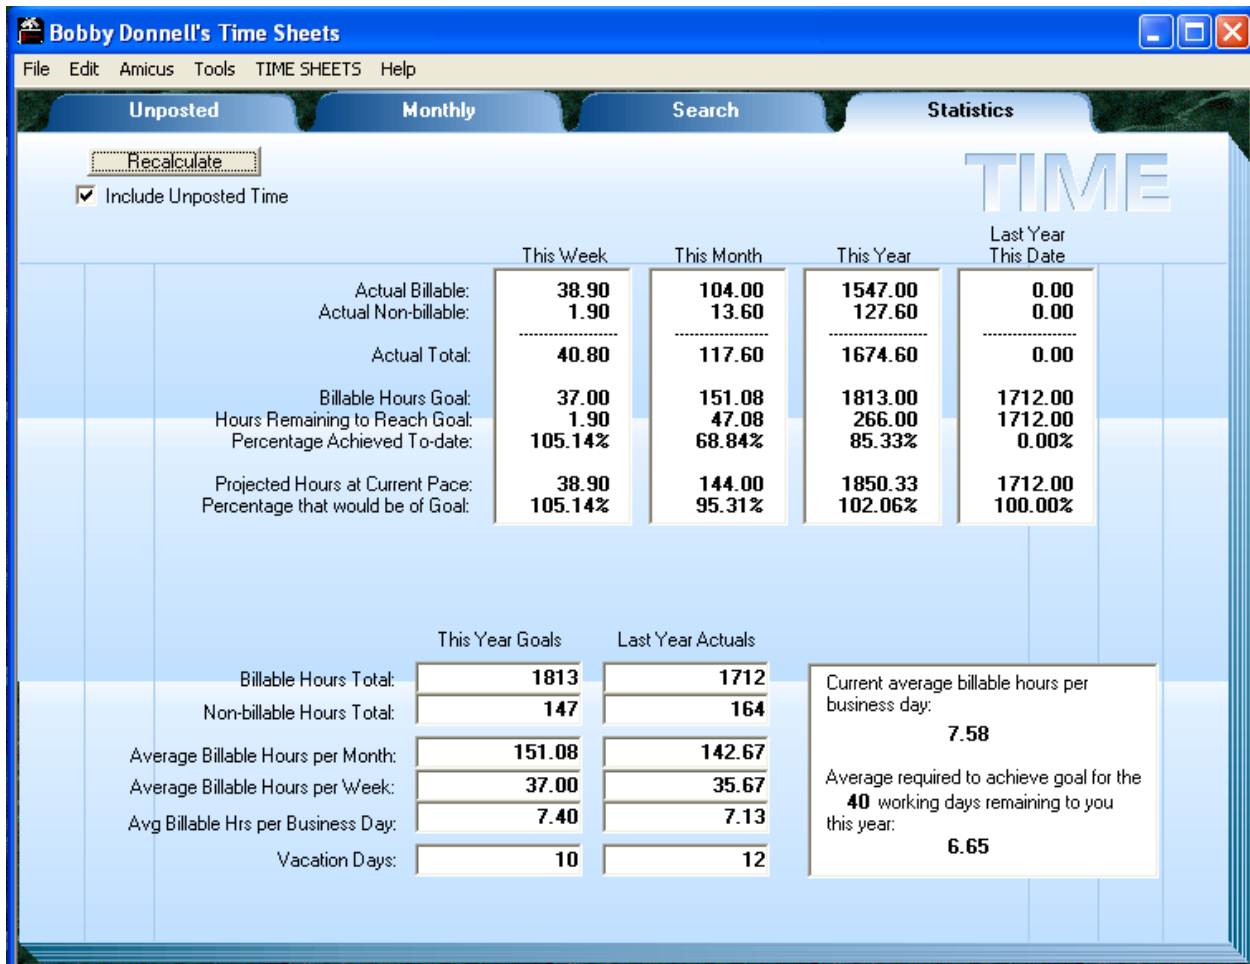 Bobby Donnell's Time Sheets
File Edit Amicus Tools TIME SHEETS Help
Unposted Monthly Search Statistics
Recalculate
Include Unposted Time
TIME
Last Year
This Week This Month This Year This Date
Actual Billable: 38.90 104.00 1547.00 0.00
Actual Non-billable: 1.90 13.60 127.60 0.00
Actual Total: 40.80 117.60 1674.60 0.00
Billable Hours Goal: 37.00 151.08 1813.00 1712.00
Hours Remaining to Reach Goal: 1.90 47.08 266.00 1712.00
Percentage Achieved To-date: 105.14% 68.84% 85.33% 0.00%
Projected Hours at Current Pace: 38.90 144.00 1850.33 1712.00
Percentage that would be of Goal: 105.14% 95.31% 102.06% 100.00%
This Year Goals Last Year Actuals
Billable Hours Total: 1813 1712
Non-billable Hours Total: 147 164
Average Billable Hours per Month: 151.08 142.67
Average Billable Hours per Week: 37.00 35.67
Avg Billable Hrs per Business Day: 7.40 7.13
Vacation Days: 10 12
Current average billable hours per
business day:
7.58
Average required to achieve goal for the
40 working days remaining to you
this year:
6.65